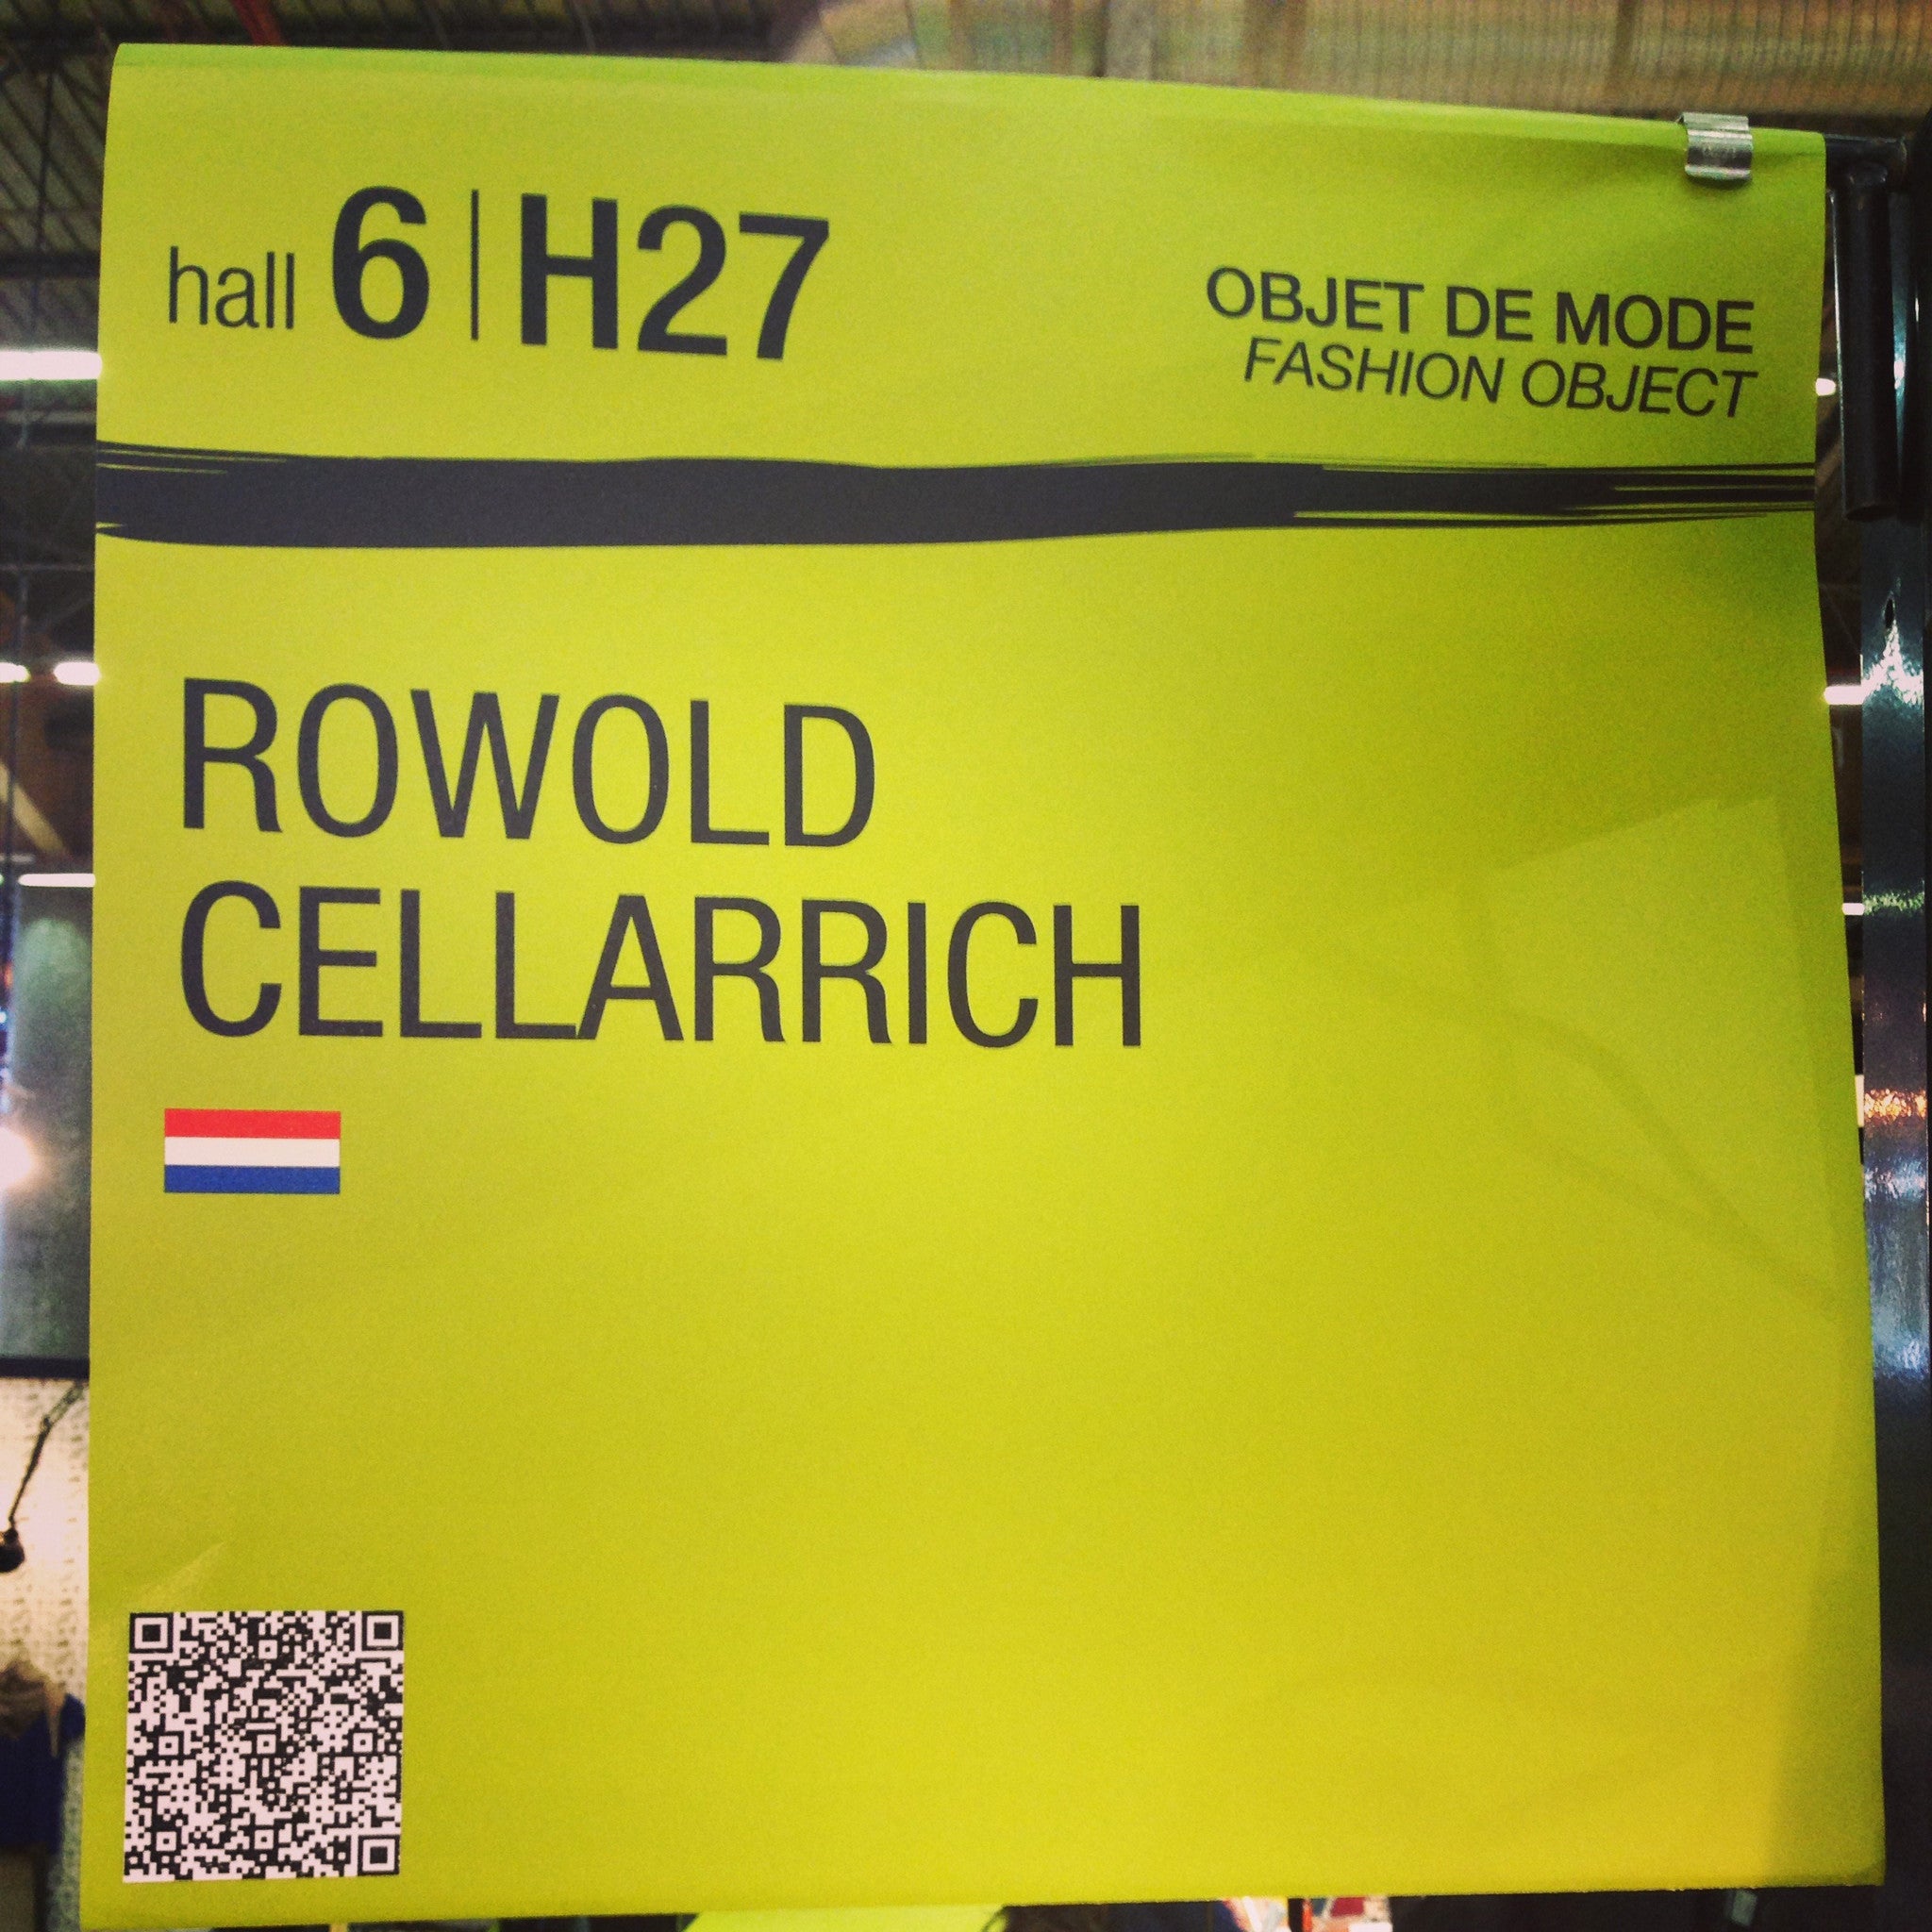 hall 6 | H27
OBJET DE MODE
FASHION OBJECT
ROWOLD
CELLARRICH